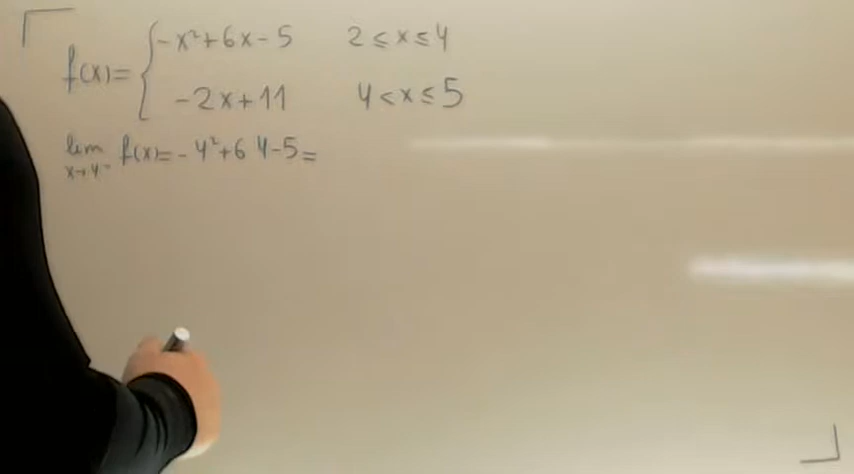 f(x)= { -x²+6x-5 2≤x≤4
-2x+11 4<x≤5
lim x→4⁻ f(x)=-4²+6 4-5=